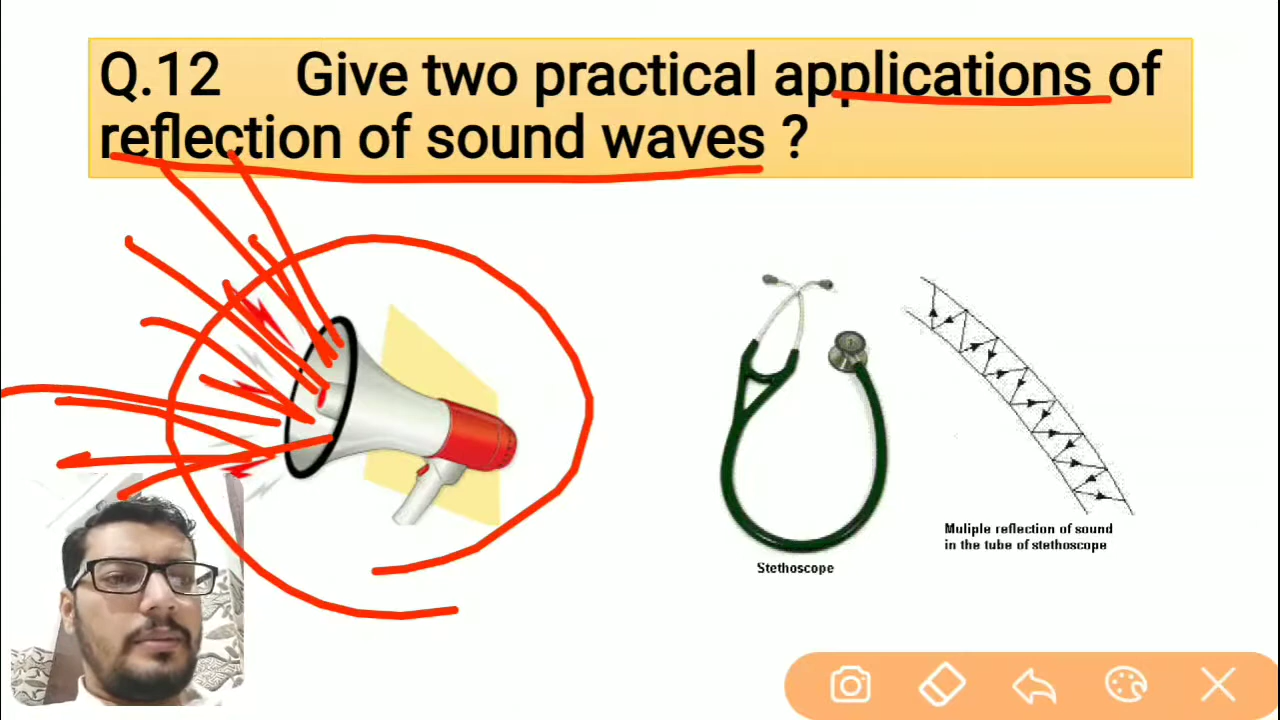 Q.12 Give two practical applications of
reflection of sound waves ?
Muliple reflection of sound
in the tube of stethoscope
Stethoscope